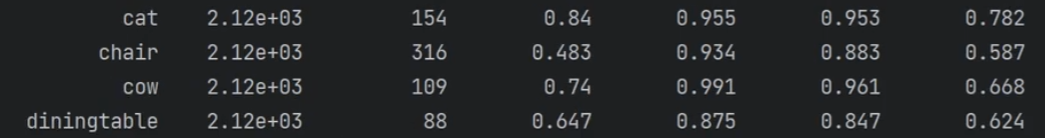 cat 2.12e+03 154 0.84 0.955 0.953 0.782
chair 2.12e+03 316 0.483 0.934 0.883 0.587
cow 2.12e+03 109 0.74 0.991 0.961 0.668
diningtable 2.12e+03 88 0.647 0.875 0.847 0.624